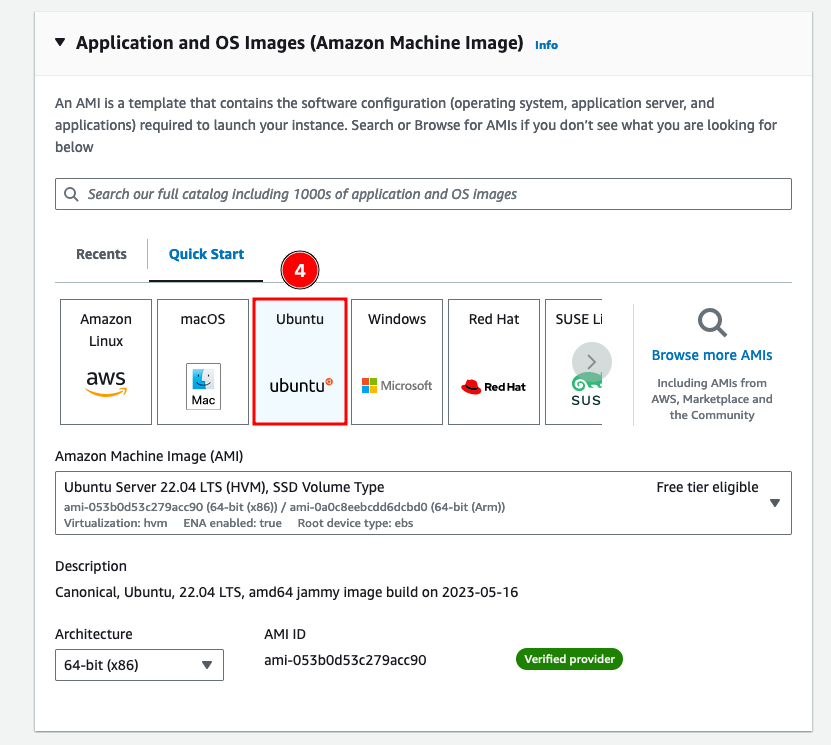 Application and OS Images (Amazon Machine Image) Info
An AMI is a template that contains the software configuration (operating system, application server, and
applications) required to launch your instance. Search or Browse for AMIs if you don't see what you are looking for
below
Search our full catalog including 1000s of application and OS images
Recents
Quick Start
4
Amazon
Linux
aws
macOS
Mac
Ubuntu
ubuntu
Windows
Microsoft
Red Hat
Red Hat
SUSE Li
SUS
Browse more AMIs
Including AMIs from
AWS, Marketplace and
the Community
Amazon Machine Image (AMI)
Ubuntu Server 22.04 LTS (HVM), SSD Volume Type
Free tier eligible
ami-053b0d53c279acc90 (64-bit (x86)) / ami-0a0c8eebcdd6dcbd0 (64-bit (Arm))
Virtualization: hvm ENA enabled: true Root device type: ebs
Description
Canonical, Ubuntu, 22.04 LTS, amd64 jammy image build on 2023-05-16
Architecture
64-bit (x86)
AMI ID
ami-053b0d53c279acc90
Verified provider